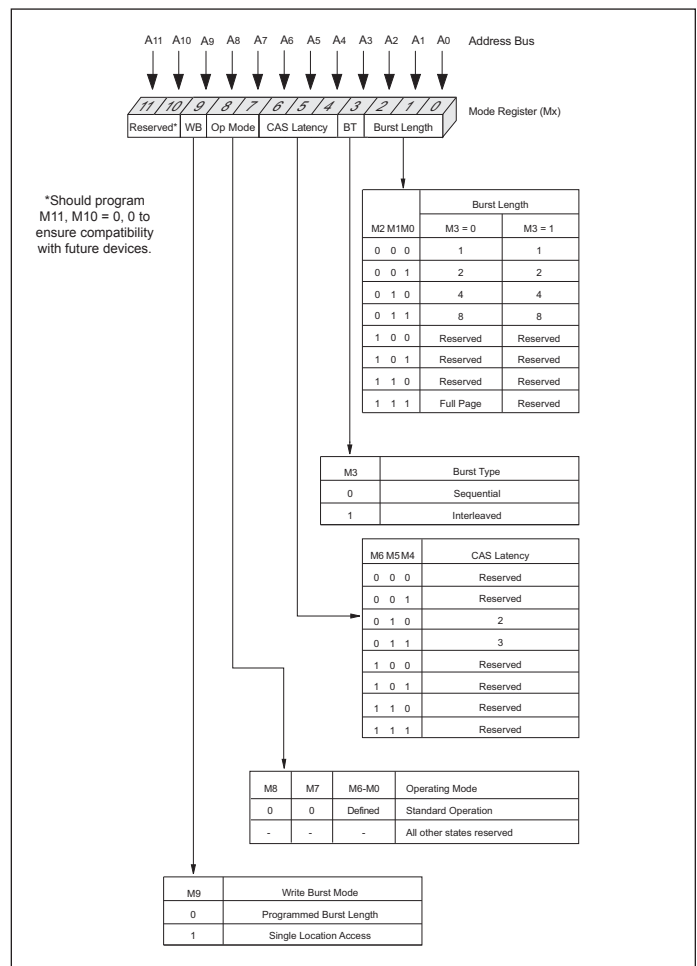 A11 A10 A9 A8 A7 A6 A5 A4 A3 A2 A1 A0 Address Bus
11 10 9 8 7 6 5 4 3 2 1 0 Mode Register (Mx)
Reserved* WB Op Mode CAS Latency BT Burst Length
*Should program
M11, M10 = 0, 0 to
ensure compatibility
with future devices.
Burst Length
M2 M1M0 M3 = 0 M3 = 1
0 0 0 1 1
0 0 1 2 2
0 1 0 4 4
0 1 1 8 8
1 0 0 Reserved Reserved
1 0 1 Reserved Reserved
1 1 0 Reserved Reserved
1 1 1 Full Page Reserved
M3 Burst Type
0 Sequential
1 Interleaved
M6 M5M4 CAS Latency
0 0 0 Reserved
0 0 1 Reserved
0 1 0 2
0 1 1 3
1 0 0 Reserved
1 0 1 Reserved
1 1 0 Reserved
1 1 1 Reserved
M8 M7 M6-M0 Operating Mode
0 0 Defined Standard Operation
- - - All other states reserved
M9 Write Burst Mode
0 Programmed Burst Length
1 Single Location Access